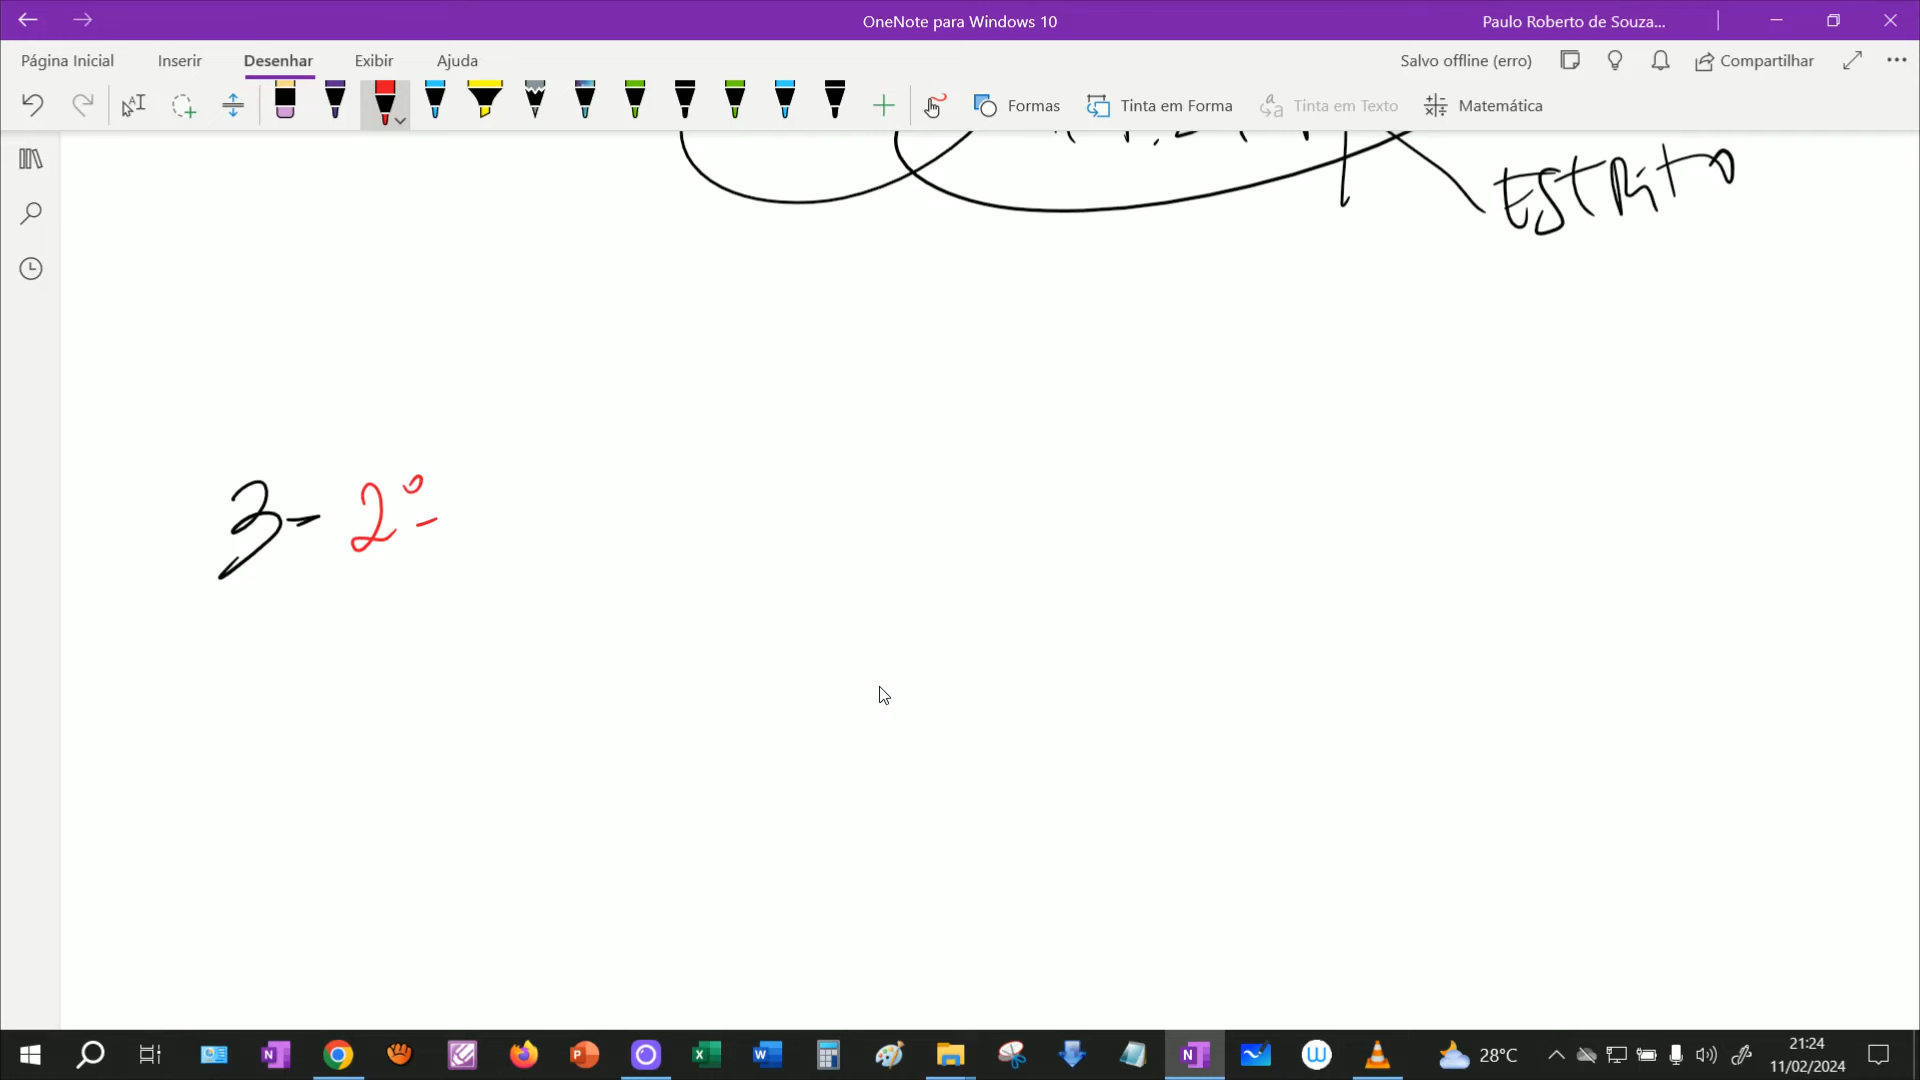 OneNote para Windows 10
Paulo Roberto de Souza...
Página Inicial Inserir Desenhar Exibir Ajuda
Salvo offline (erro) Compartilhar
Formas Tinta em Forma Tinta em Texto Matemática
ESTRITO
3- 2º
28°C
21:24
11/02/2024